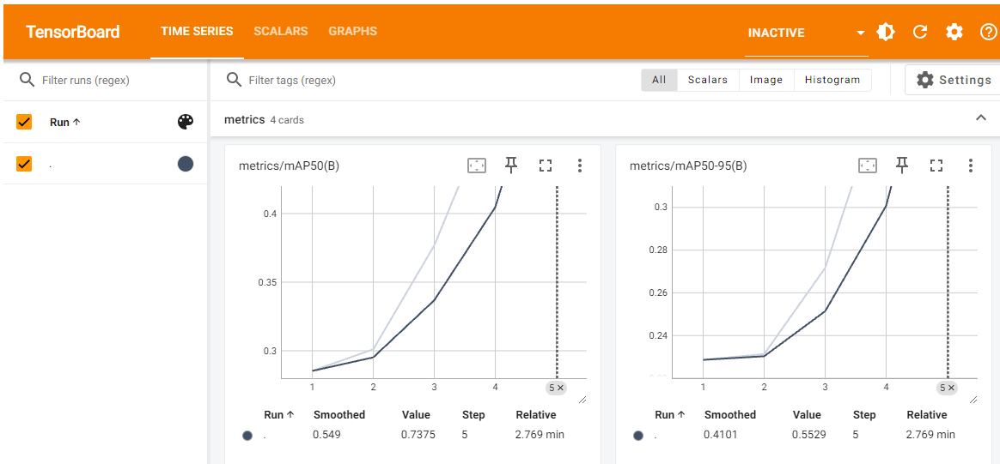 TensorBoard TIME SERIES SCALARS GRAPHS INACTIVE
Filter runs (regex)
Run ↑
.
Filter tags (regex) All Scalars Image Histogram Settings
metrics 4 cards
metrics/mAP50(B)
0.4
0.35
0.3
1 2 3 4 5 ×
Run ↑ Smoothed Value Step Relative
. 0.549 0.7375 5 2.769 min
metrics/mAP50-95(B)
0.3
0.28
0.26
0.24
1 2 3 4 5 ×
Run ↑ Smoothed Value Step Relative
. 0.4101 0.5529 5 2.769 min